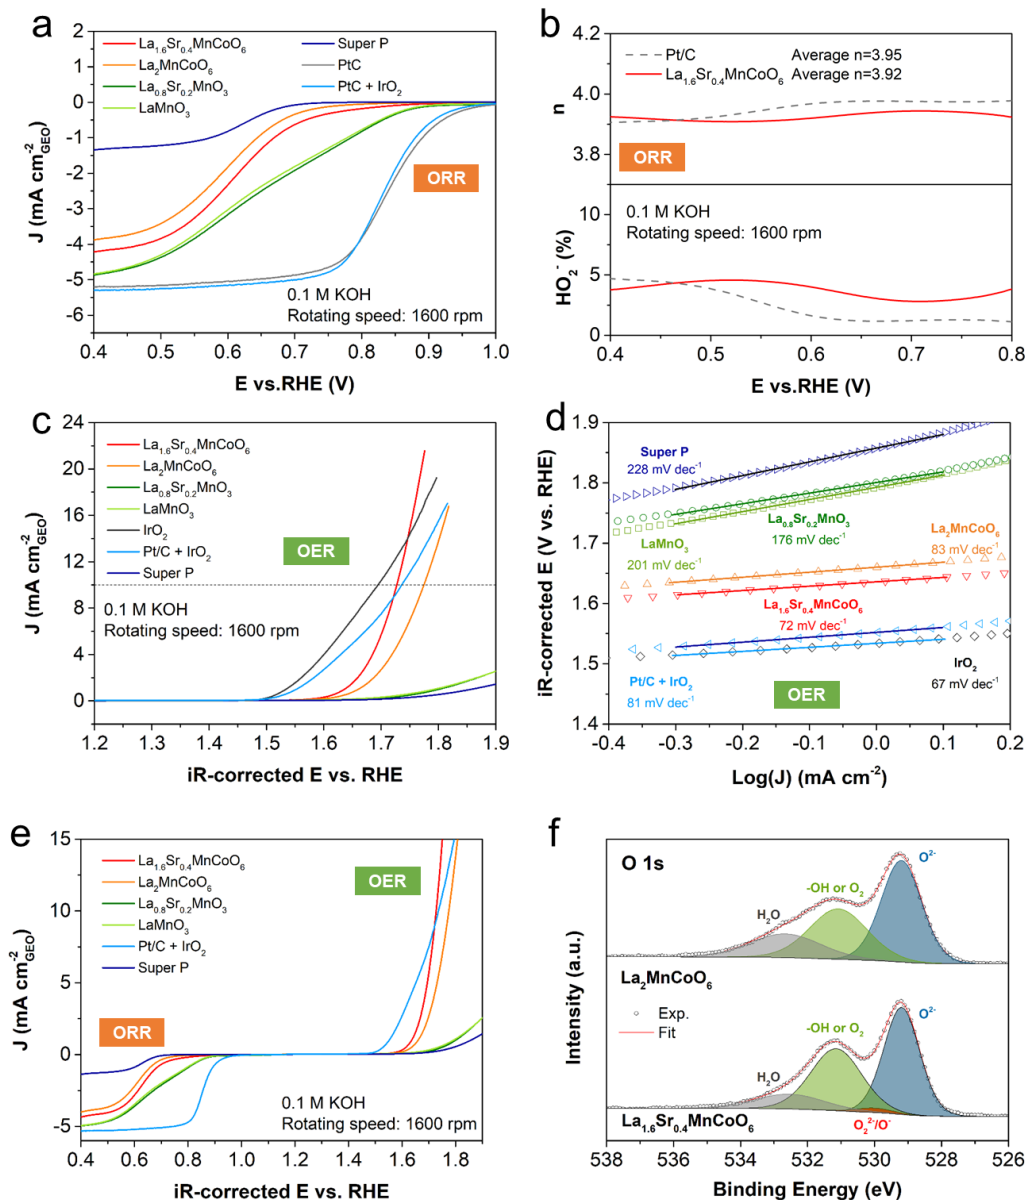 a
J (mA cm⁻²GEO)
2
1
0
-1
-2
-3
-4
-5
-6
La₁.₆Sr₀.₄MnCoO₆
La₂MnCoO₆
La₀.₈Sr₀.₂MnO₃
LaMnO₃
Super P
PtC
PtC + IrO₂
ORR
0.1 M KOH
Rotating speed: 1600 rpm
0.4 0.5 0.6 0.7 0.8 0.9 1.0
E vs.RHE (V)
b
n
4.2
4.0
3.8
Pt/C Average n=3.95
La₁.₆Sr₀.₄MnCoO₆ Average n=3.92
ORR
HO₂⁻ (%)
10
5
0
0.1 M KOH
Rotating speed: 1600 rpm
0.4 0.5 0.6 0.7 0.8
E vs.RHE (V)
c
J (mA cm⁻²GEO)
24
22
20
18
16
14
12
10
8
6
4
2
0
-2
La₁.₆Sr₀.₄MnCoO₆
La₂MnCoO₆
La₀.₈Sr₀.₂MnO₃
LaMnO₃
IrO₂
Pt/C + IrO₂
Super P
OER
0.1 M KOH
Rotating speed: 1600 rpm
1.2 1.3 1.4 1.5 1.6 1.7 1.8 1.9
iR-corrected E vs. RHE
d
iR-corrected E (V vs. RHE)
1.9
1.8
1.7
1.6
1.5
1.4
Super P
228 mV dec⁻¹
La₀.₈Sr₀.₂MnO₃
176 mV dec⁻¹
LaMnO₃
201 mV dec⁻¹
La₂MnCoO₆
83 mV dec⁻¹
La₁.₆Sr₀.₄MnCoO₆
72 mV dec⁻¹
Pt/C + IrO₂
81 mV dec⁻¹
IrO₂
67 mV dec⁻¹
OER
-0.4 -0.3 -0.2 -0.1 0.0 0.1 0.2
Log(J) (mA cm⁻²)
e
J (mA cm⁻²GEO)
15
10
5
0
-5
La₁.₆Sr₀.₄MnCoO₆
La₂MnCoO₆
La₀.₈Sr₀.₂MnO₃
LaMnO₃
Pt/C + IrO₂
Super P
OER
ORR
0.1 M KOH
Rotating speed: 1600 rpm
0.4 0.6 0.8 1.0 1.2 1.4 1.6 1.8
iR-corrected E vs. RHE
f
Intensity (a.u.)
O 1s
O²⁻
-OH or O₂
H₂O
La₂MnCoO₆
Exp.
Fit
O²⁻
-OH or O₂
H₂O
La₁.₆Sr₀.₄MnCoO₆
O₂²⁻/O⁻
538 536 534 532 530 528 526
Binding Energy (eV)